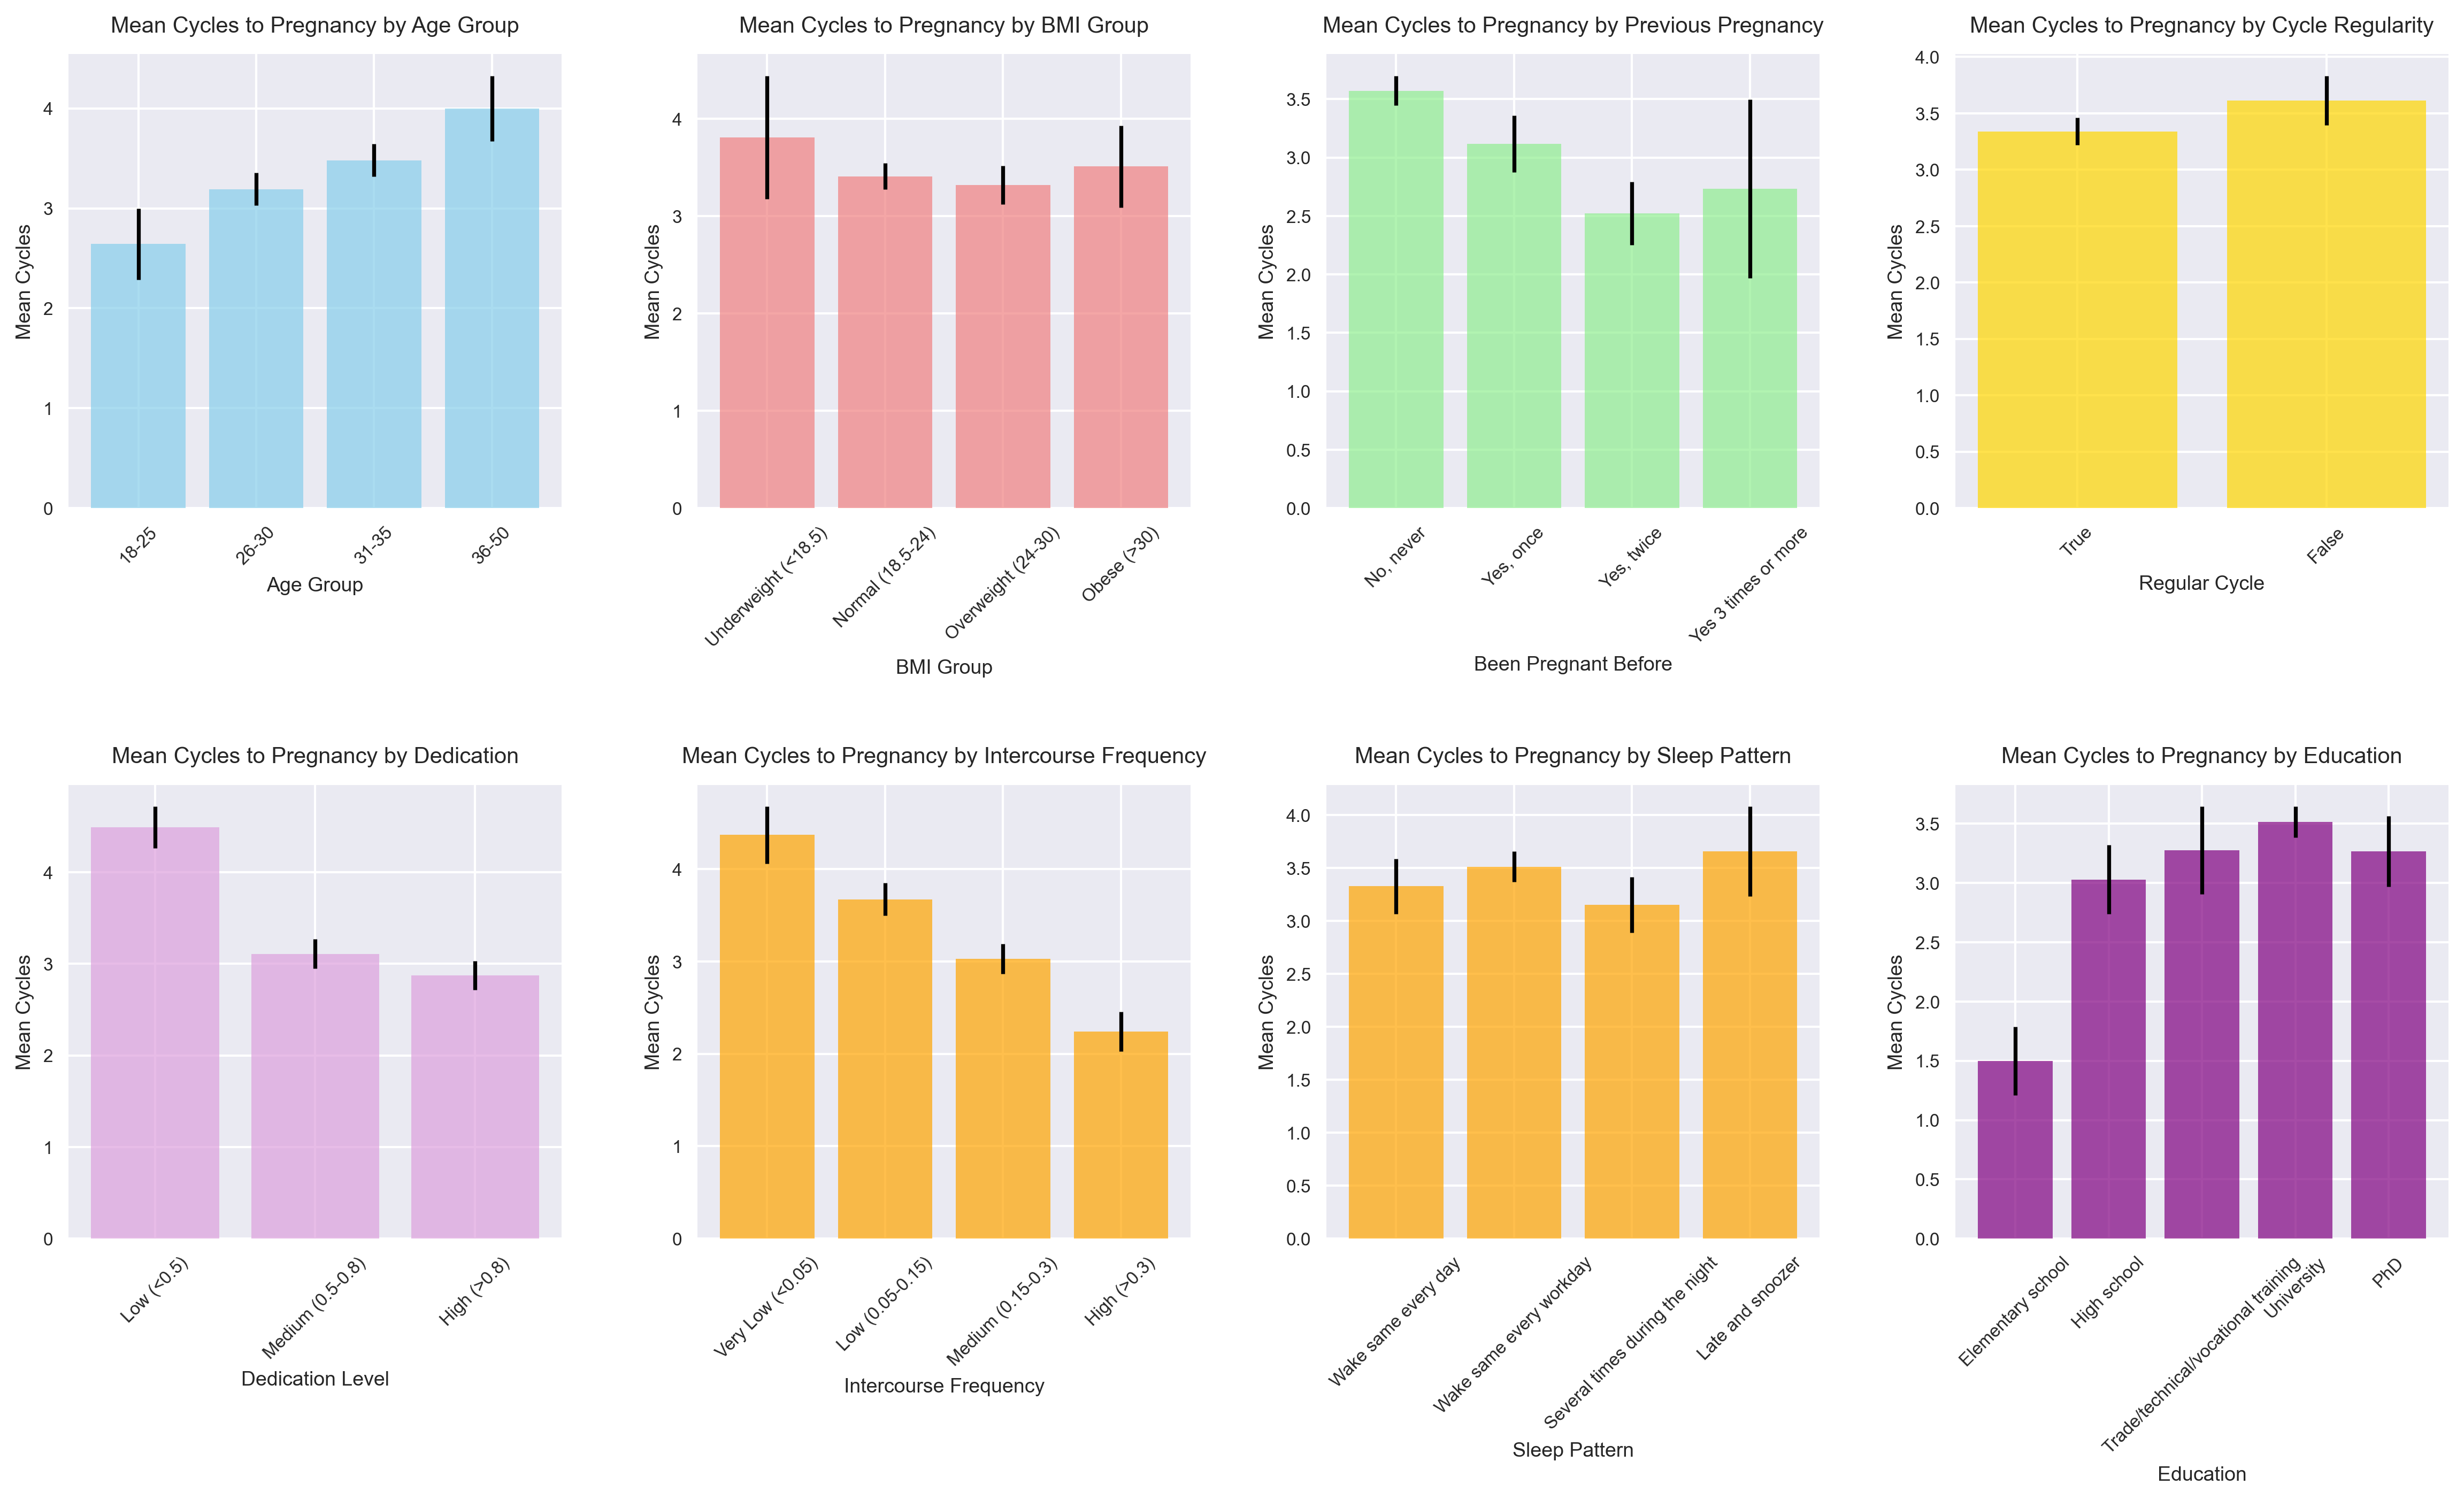 Mean Cycles to Pregnancy by Age Group
Mean Cycles
4
3
2
1
0
18-25
26-30
31-35
36-50
Age Group
Mean Cycles to Pregnancy by BMI Group
Mean Cycles
4
3
2
1
0
Underweight (<18.5)
Normal (18.5-24)
Overweight (24-30)
Obese (>30)
BMI Group
Mean Cycles to Pregnancy by Previous Pregnancy
Mean Cycles
3.5
3.0
2.5
2.0
1.5
1.0
0.5
0.0
No, never
Yes, once
Yes, twice
Yes 3 times or more
Been Pregnant Before
Mean Cycles to Pregnancy by Cycle Regularity
Mean Cycles
4.0
3.5
3.0
2.5
2.0
1.5
1.0
0.5
0.0
True
False
Regular Cycle
Mean Cycles to Pregnancy by Dedication
Mean Cycles
4
3
2
1
0
Low (<0.5)
Medium (0.5-0.8)
High (>0.8)
Dedication Level
Mean Cycles to Pregnancy by Intercourse Frequency
Mean Cycles
4
3
2
1
0
Very Low (<0.05)
Low (0.05-0.15)
Medium (0.15-0.3)
High (>0.3)
Intercourse Frequency
Mean Cycles to Pregnancy by Sleep Pattern
Mean Cycles
4.0
3.5
3.0
2.5
2.0
1.5
1.0
0.5
0.0
Wake same every day
Wake same every workday
Several times during the night
Late and snoozer
Sleep Pattern
Mean Cycles to Pregnancy by Education
Mean Cycles
3.5
3.0
2.5
2.0
1.5
1.0
0.5
0.0
Elementary school
High school
Trade/technical/vocational training
University
PhD
Education